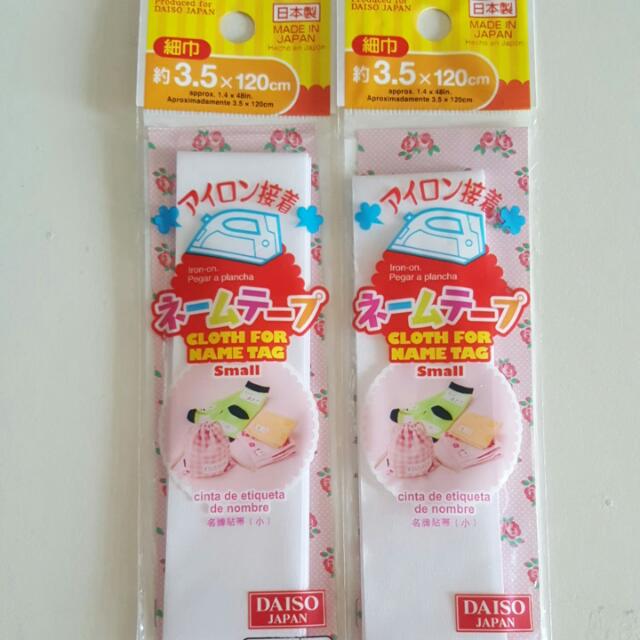 Produced for
DAISO JAPAN
日本製
MADE IN
JAPAN
Hecho en Japón
細巾
約3.5×120cm
approx. 1.4 x 48in.
Aproximadamente 3.5 x 120cm
アイロン接着
Iron-on.
Pegar a plancha
ネームテープ
CLOTH FOR
NAME TAG
Small
cinta de etiqueta
de nombre
名牌貼帶(小)
DAISO
JAPAN
Produced for
DAISO JAPAN
日本製
MADE IN
JAPAN
Hecho en Japón
細巾
約3.5×120cm
approx. 1.4 x 48in.
Aproximadamente 3.5 x 120cm
アイロン接着
Iron-on.
Pegar a plancha
ネームテープ
CLOTH FOR
NAME TAG
Small
cinta de etiqueta
de nombre
名牌貼帶(小)
DAISO
JAPAN